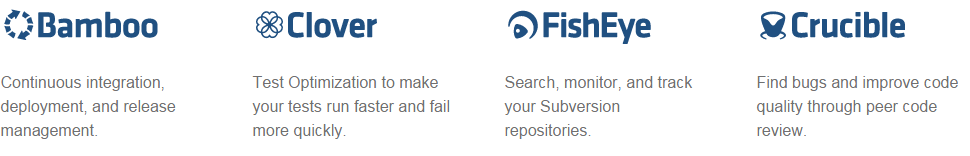 Bamboo
Continuous integration,
deployment, and release
management.
Clover
Test Optimization to make
your tests run faster and fail
more quickly.
FishEye
Search, monitor, and track
your Subversion
repositories.
Crucible
Find bugs and improve code
quality through peer code
review.